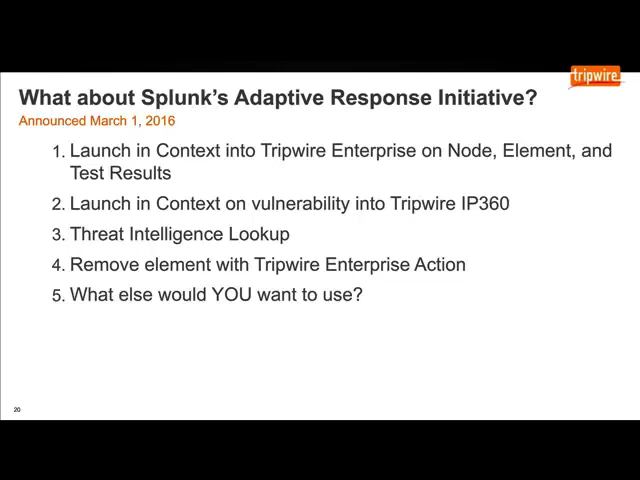 tripwire
What about Splunk's Adaptive Response Initiative?
Announced March 1, 2016
1. Launch in Context into Tripwire Enterprise on Node, Element, and
Test Results
2. Launch in Context on vulnerability into Tripwire IP360
3. Threat Intelligence Lookup
4. Remove element with Tripwire Enterprise Action
5. What else would YOU want to use?
20